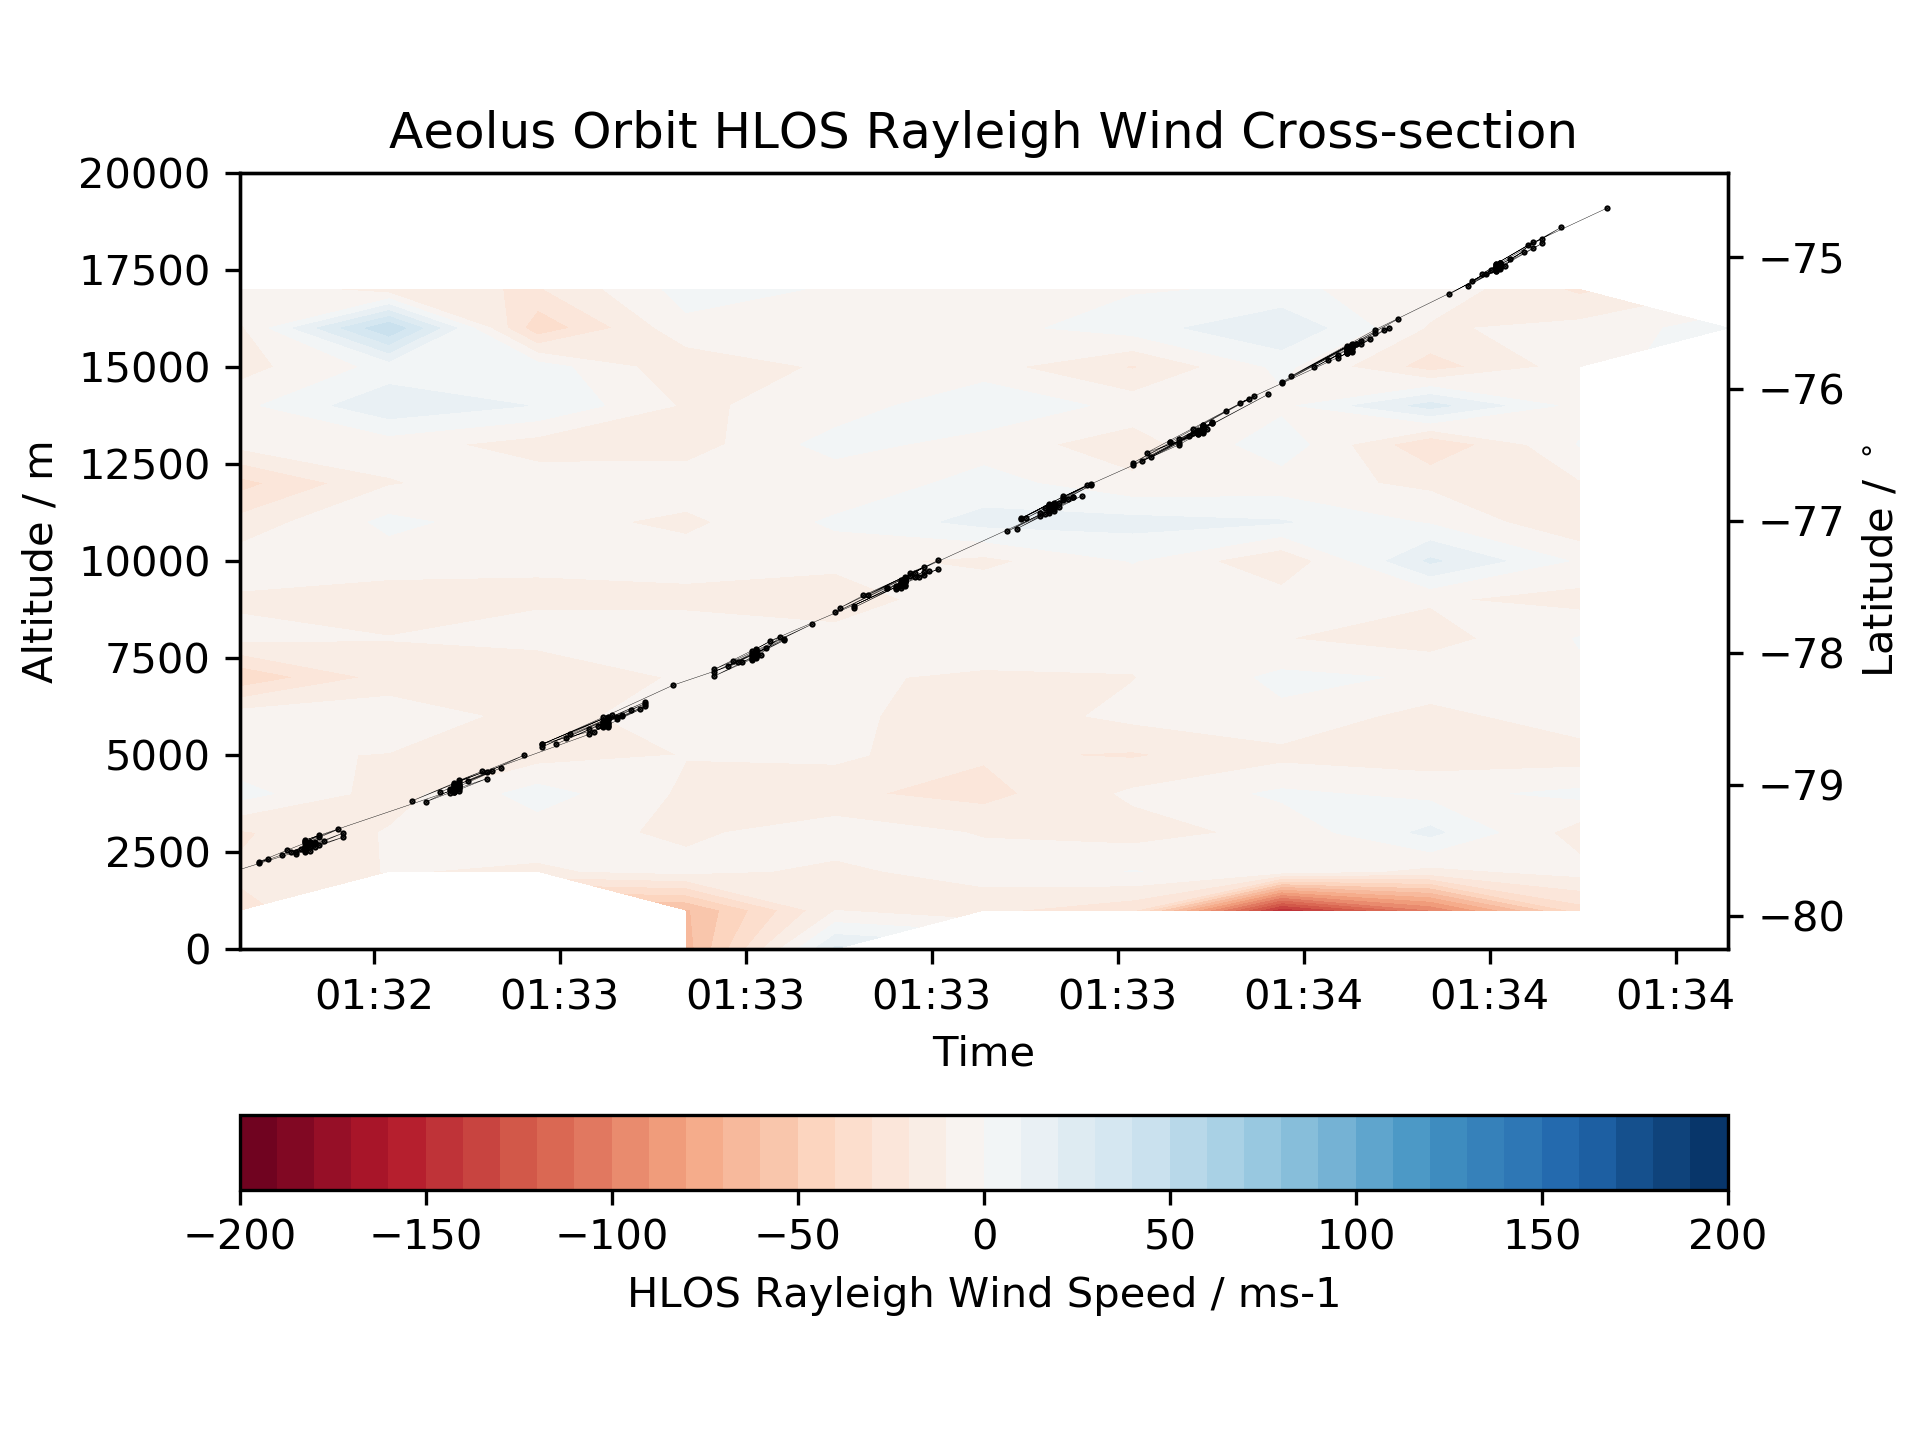 Aeolus Orbit HLOS Rayleigh Wind Cross-section
20000
17500
15000
12500
10000
7500
5000
2500
0
Altitude / m
−75
−76
−77
−78
−79
−80
Latitude / °
01:32 01:33 01:33 01:33 01:33 01:34 01:34 01:34
Time
−200 −150 −100 −50 0 50 100 150 200
HLOS Rayleigh Wind Speed / ms-1